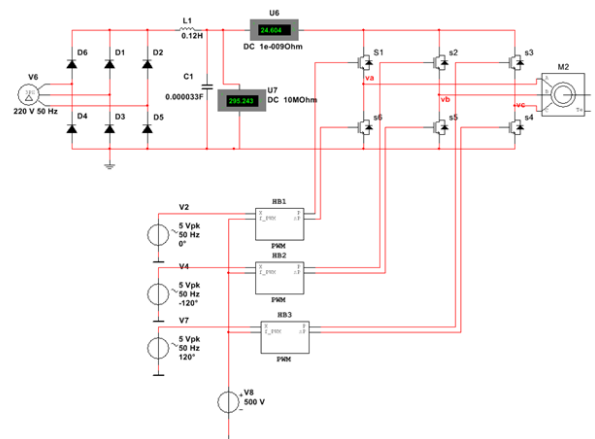 U6
L1
24.604
0.12H
DC 1e-009Ohm
D6 D1 D2
S1 s2 s3
M2
V6
C1
va
U7
0.000033F
295.243
DC 10MOhm
vb
vc
A
B
C
220 V 50 Hz
D4 D3 D5
s6 s5 s4
HB1
V2
5 Vpk
50 Hz
0°
PWM
HB2
V4
5 Vpk
50 Hz
-120°
PWM
HB3
V7
5 Vpk
50 Hz
120°
PWM
V8
500 V